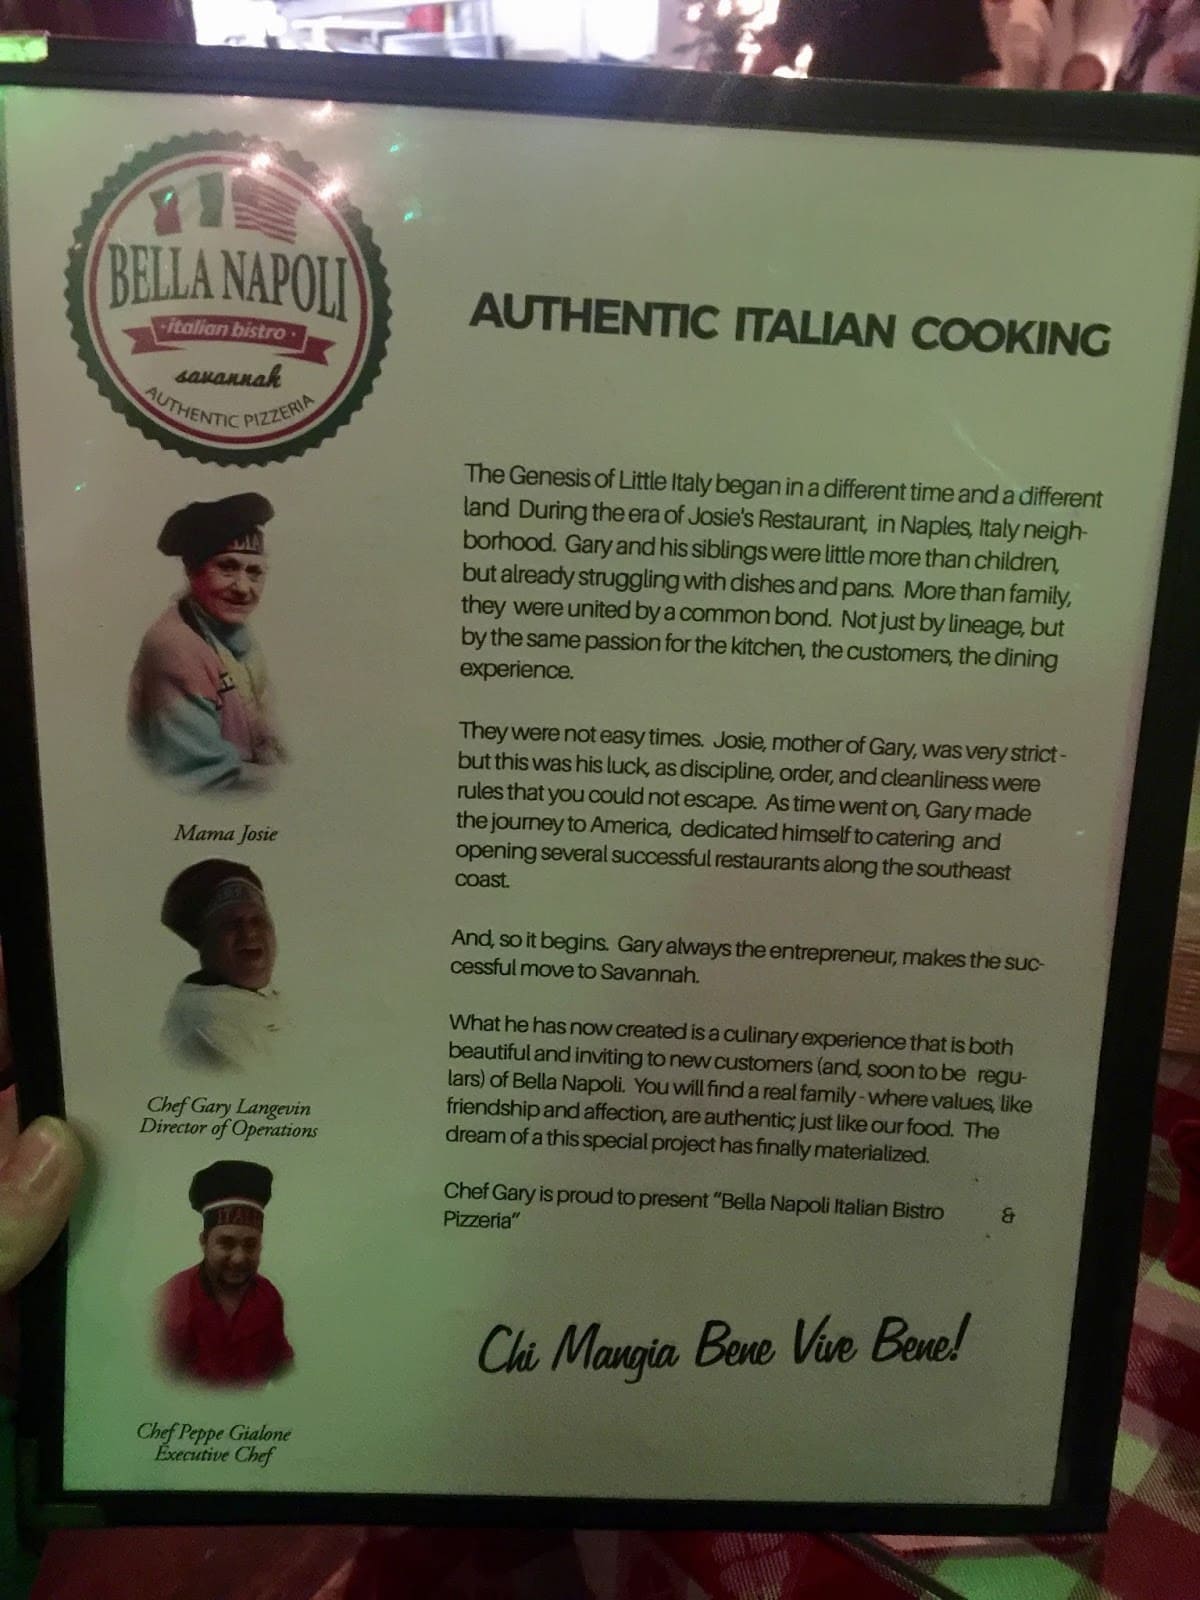 BELLA NAPOLI
·italian bistro·
savannah
AUTHENTIC PIZZERIA
AUTHENTIC ITALIAN COOKING
The Genesis of Little Italy began in a different time and a different
land During the era of Josie's Restaurant, in Naples, Italy neigh-
borhood. Gary and his siblings were little more than children,
but already struggling with dishes and pans. More than family,
they were united by a common bond. Not just by lineage, but
by the same passion for the kitchen, the customers, the dining
experience.
They were not easy times. Josie, mother of Gary, was very strict -
but this was his luck, as discipline, order, and cleanliness were
rules that you could not escape. As time went on, Gary made
the journey to America, dedicated himself to catering and
opening several successful restaurants along the southeast
coast.
And, so it begins. Gary always the entrepreneur, makes the suc-
cessful move to Savannah.
What he has now created is a culinary experience that is both
beautiful and inviting to new customers (and, soon to be regu-
lars) of Bella Napoli. You will find a real family - where values, like
friendship and affection, are authentic; just like our food. The
dream of a this special project has finally materialized.
Chef Gary is proud to present "Bella Napoli Italian Bistro &
Pizzeria"
Chi Mangia Bene Vive Bene!
Mama Josie
Chef Gary Langevin
Director of Operations
ITALIA
Chef Peppe Gialone
Executive Chef